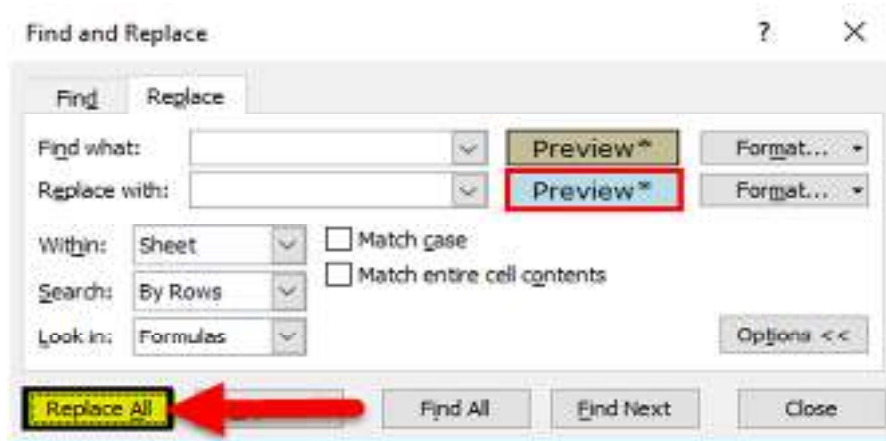 Find and Replace ? ×
Find Replace
Find what: Preview* Format...
Replace with: Preview* Format...
Within: Sheet Match case
Match entire cell contents
Search: By Rows
Look in: Formulas Options <<
Replace All Find All Find Next Close